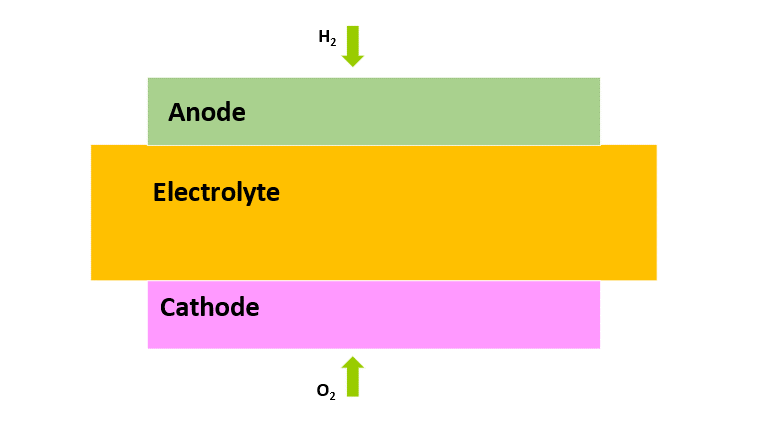 H₂
Anode
Electrolyte
Cathode
O₂